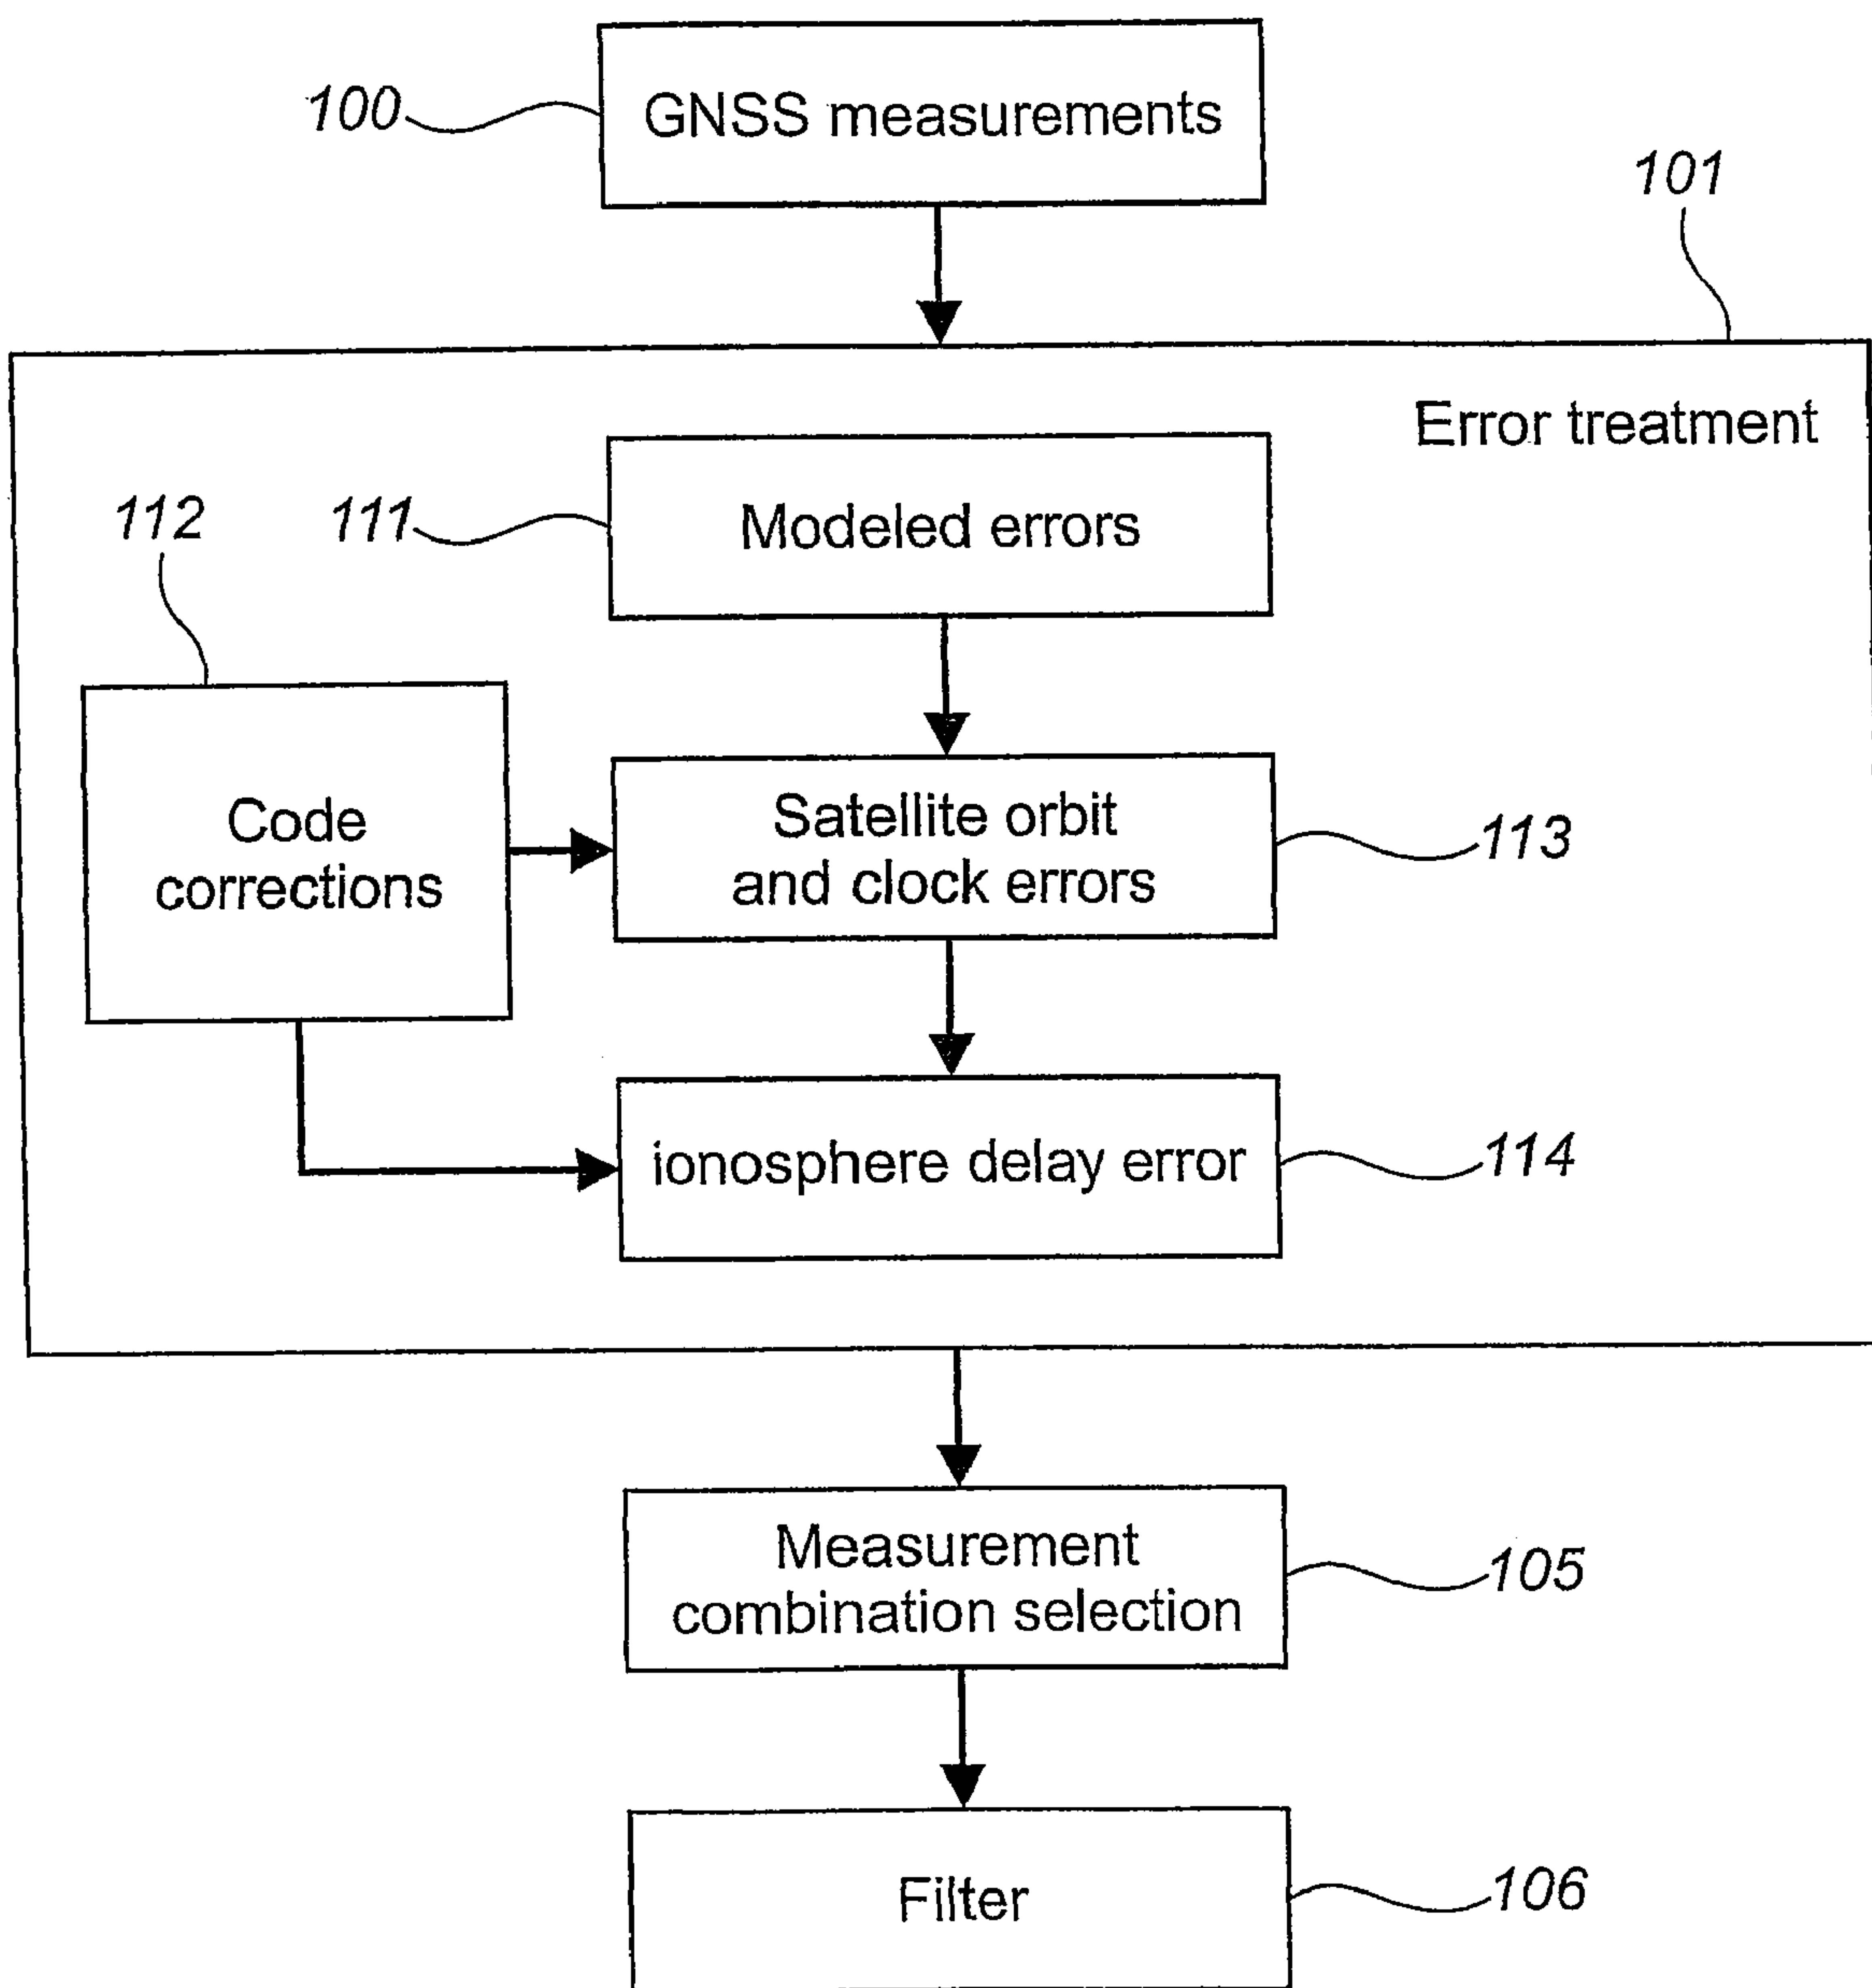 100
GNSS measurements
101
Error treatment
112
111
Modeled errors
Code
corrections
Satellite orbit
and clock errors
113
ionosphere delay error
114
Measurement
combination selection
105
Filter
106